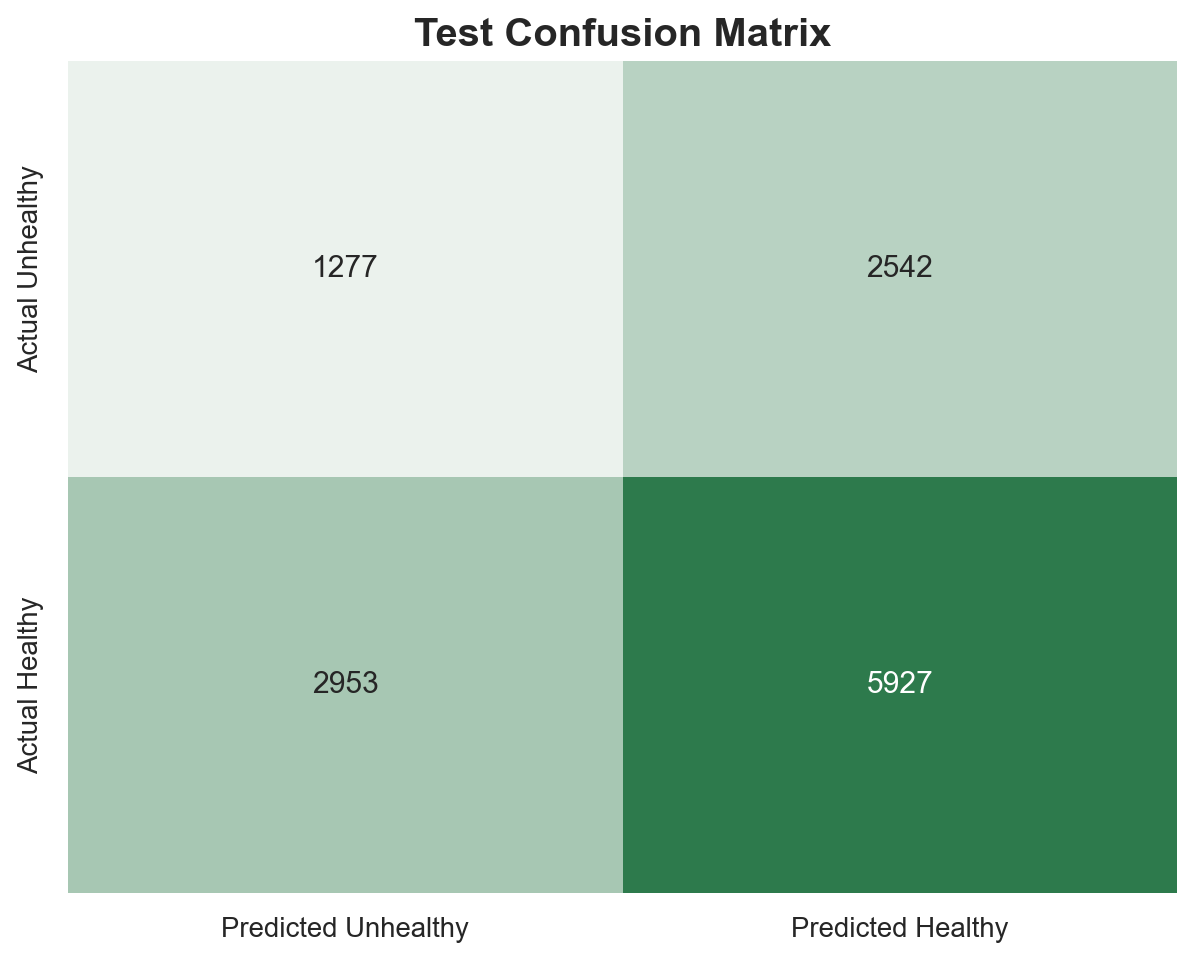 Test Confusion Matrix
Actual Unhealthy
1277
2542
Actual Healthy
2953
5927
Predicted Unhealthy
Predicted Healthy